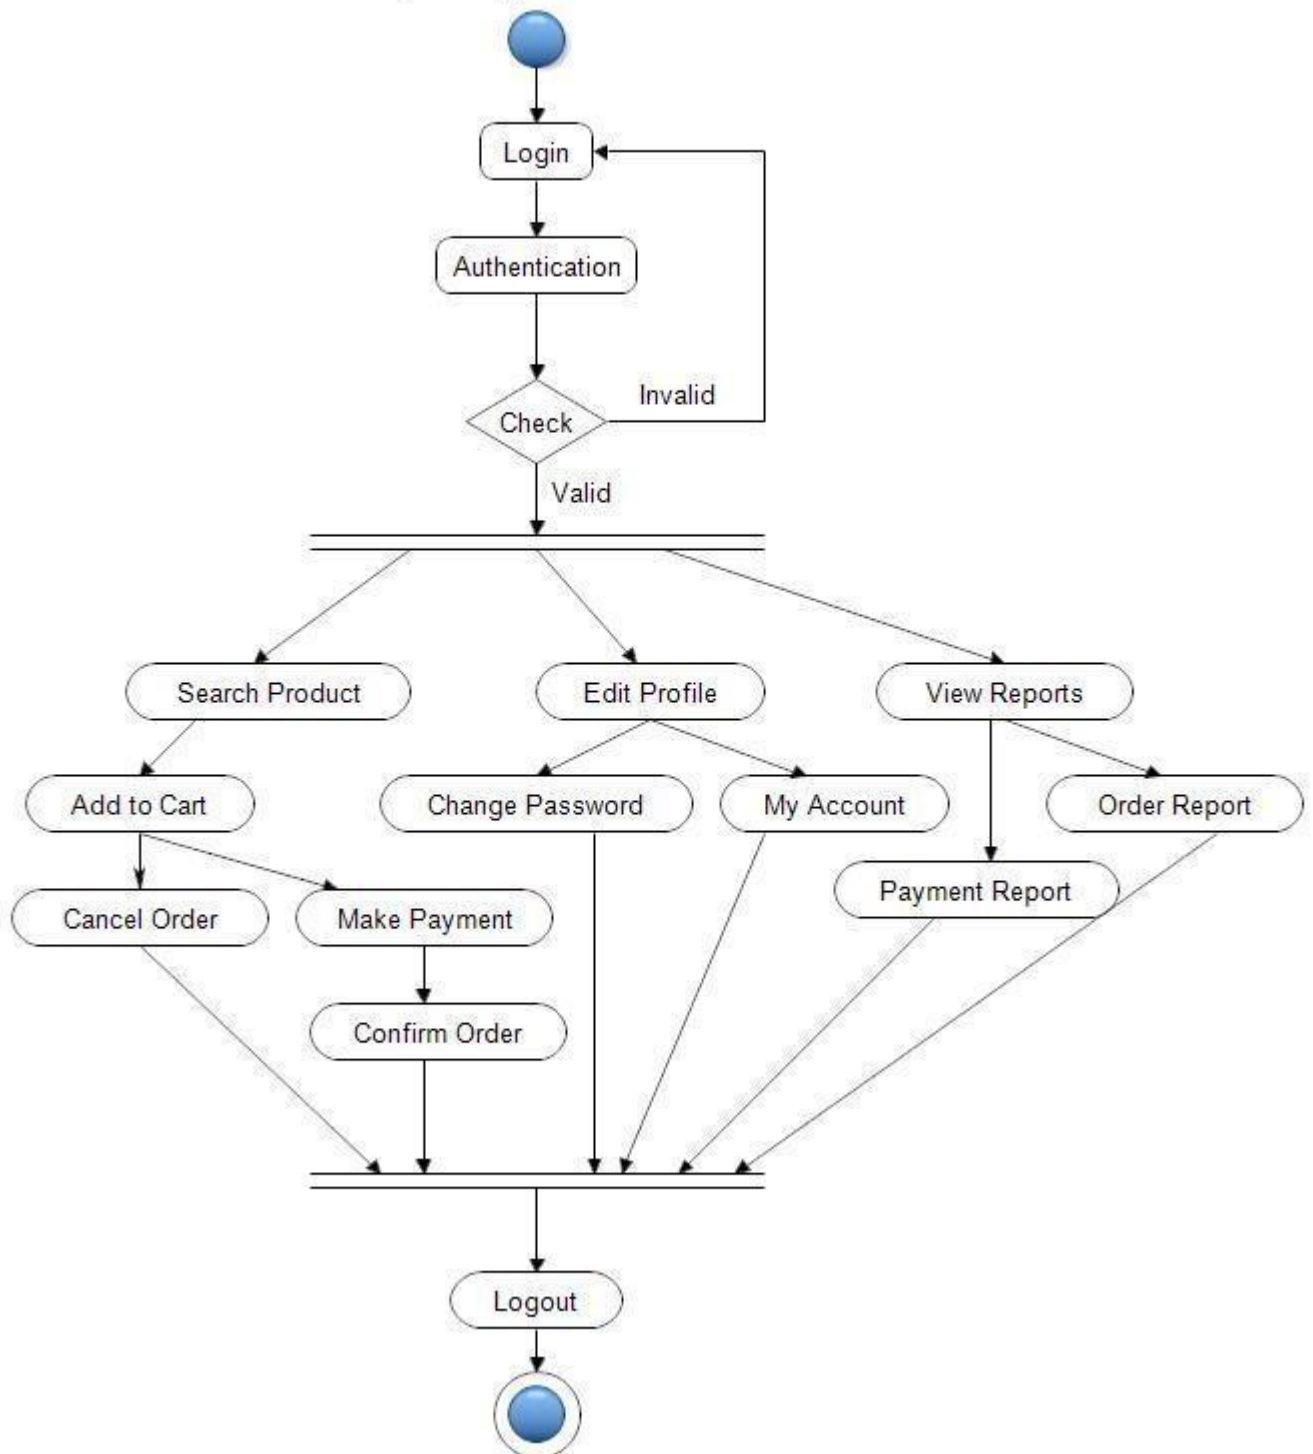 Login
Authentication
Check
Invalid
Valid
Search Product
Edit Profile
View Reports
Add to Cart
Change Password
My Account
Order Report
Cancel Order
Make Payment
Payment Report
Confirm Order
Logout